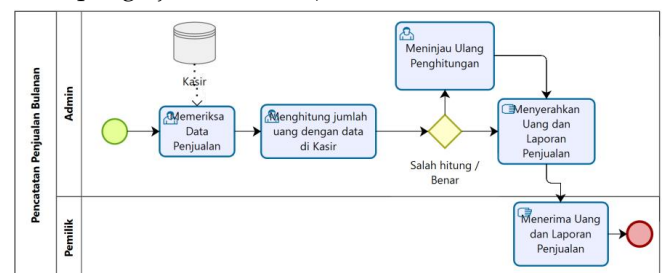 Pencatatan Penjualan Bulanan
Admin
Kasir
Memeriksa
Data
Penjualan
Menghitung jumlah
uang dengan data
di Kasir
Meninjau Ulang
Penghitungan
Salah hitung /
Benar
Menyerahkan
Uang dan
Laporan
Penjualan
Pemilik
Menerima Uang
dan Laporan
Penjualan